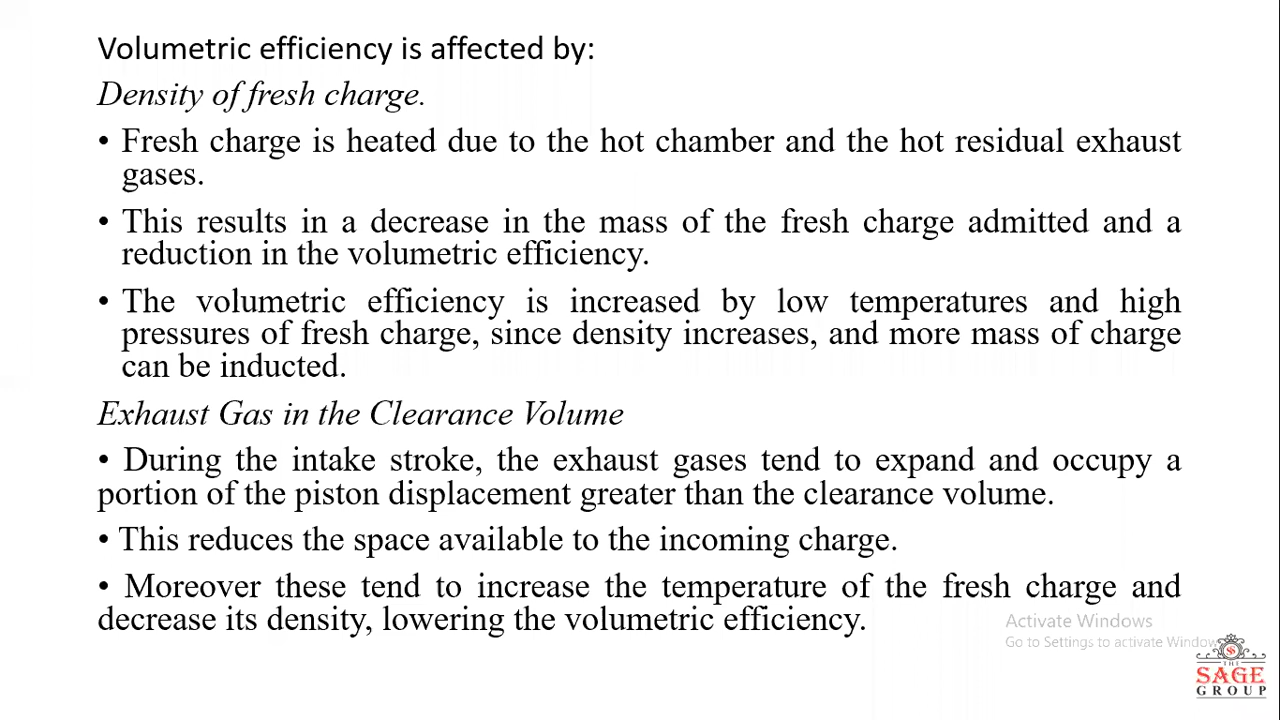 Volumetric efficiency is affected by:
Density of fresh charge.
• Fresh charge is heated due to the hot chamber and the hot residual exhaust
gases.
• This results in a decrease in the mass of the fresh charge admitted and a
reduction in the volumetric efficiency.
• The volumetric efficiency is increased by low temperatures and high
pressures of fresh charge, since density increases, and more mass of charge
can be inducted.
Exhaust Gas in the Clearance Volume
• During the intake stroke, the exhaust gases tend to expand and occupy a
portion of the piston displacement greater than the clearance volume.
• This reduces the space available to the incoming charge.
• Moreover these tend to increase the temperature of the fresh charge and
decrease its density, lowering the volumetric efficiency.
Activate Windows
Go to Settings to activate Window
S
THE
SAGE
GROUP